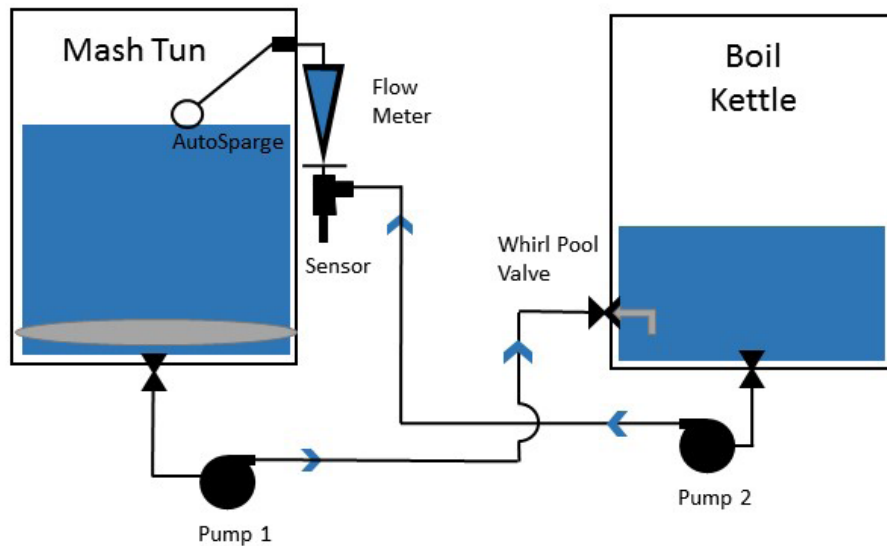 Mash Tun
AutoSparge
Flow
Meter
Sensor
Boil
Kettle
Whirl Pool
Valve
Pump 1
Pump 2